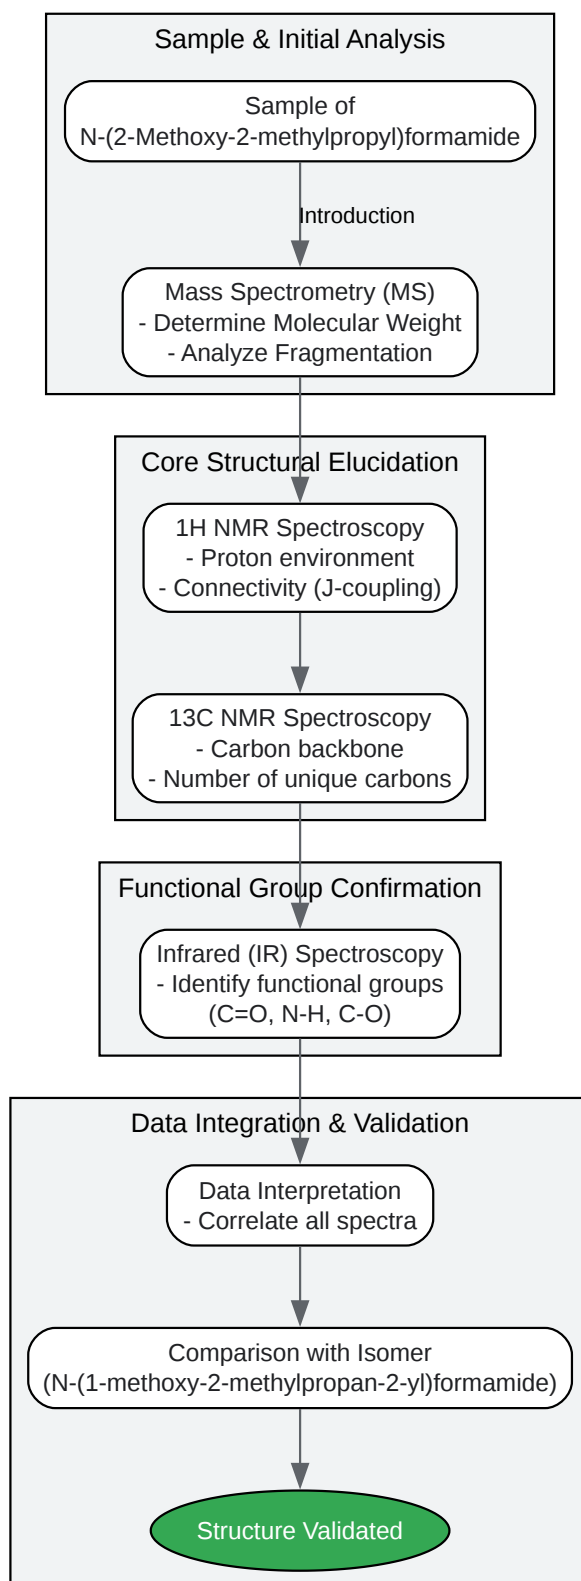 Sample & Initial Analysis
Sample of
N-(2-Methoxy-2-methylpropyl)formamide
Introduction
Mass Spectrometry (MS)
- Determine Molecular Weight
- Analyze Fragmentation
Core Structural Elucidation
1H NMR Spectroscopy
- Proton environment
- Connectivity (J-coupling)
13C NMR Spectroscopy
- Carbon backbone
- Number of unique carbons
Functional Group Confirmation
Infrared (IR) Spectroscopy
- Identify functional groups
(C=O, N-H, C-O)
Data Integration & Validation
Data Interpretation
- Correlate all spectra
Comparison with Isomer
(N-(1-methoxy-2-methylpropan-2-yl)formamide)
Structure Validated